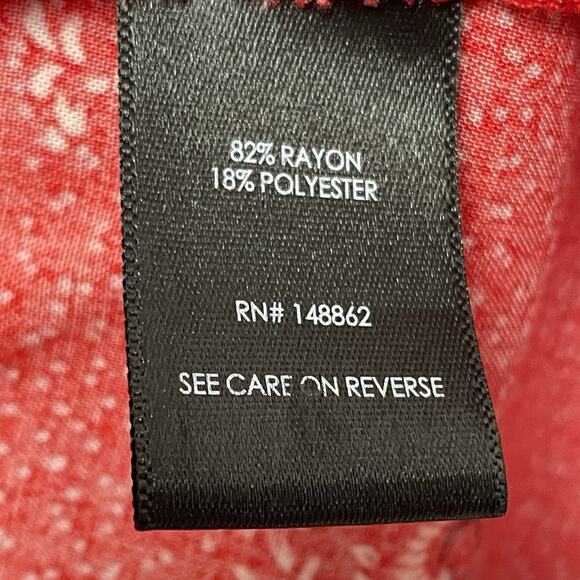 82% RAYON
18% POLYESTER
RN# 148862
SEE CARE ON REVERSE